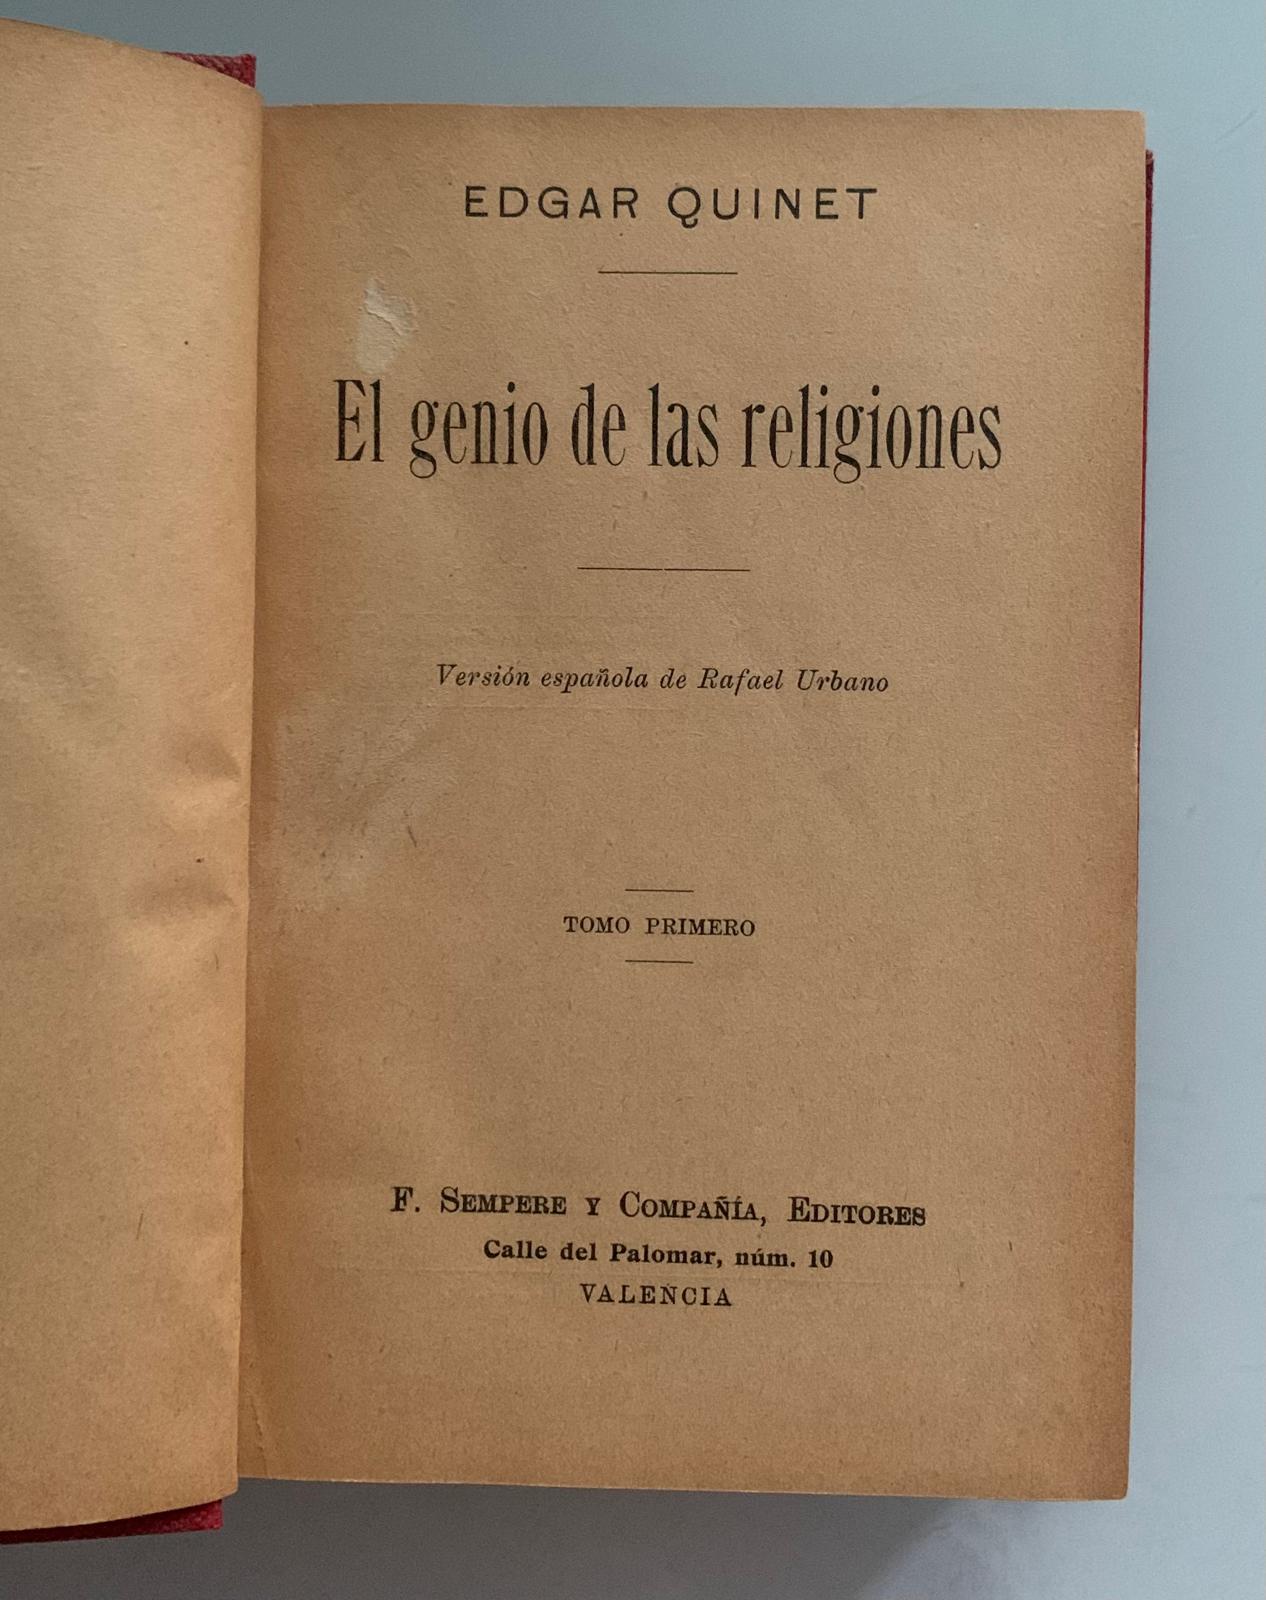 EDGAR QUINET
El genio de las religiones
Versión española de Rafael Urbano
TOMO PRIMERO
F. SEMPERE Y COMPAÑÍA, EDITORES
Calle del Palomar, núm. 10
VALENCIA